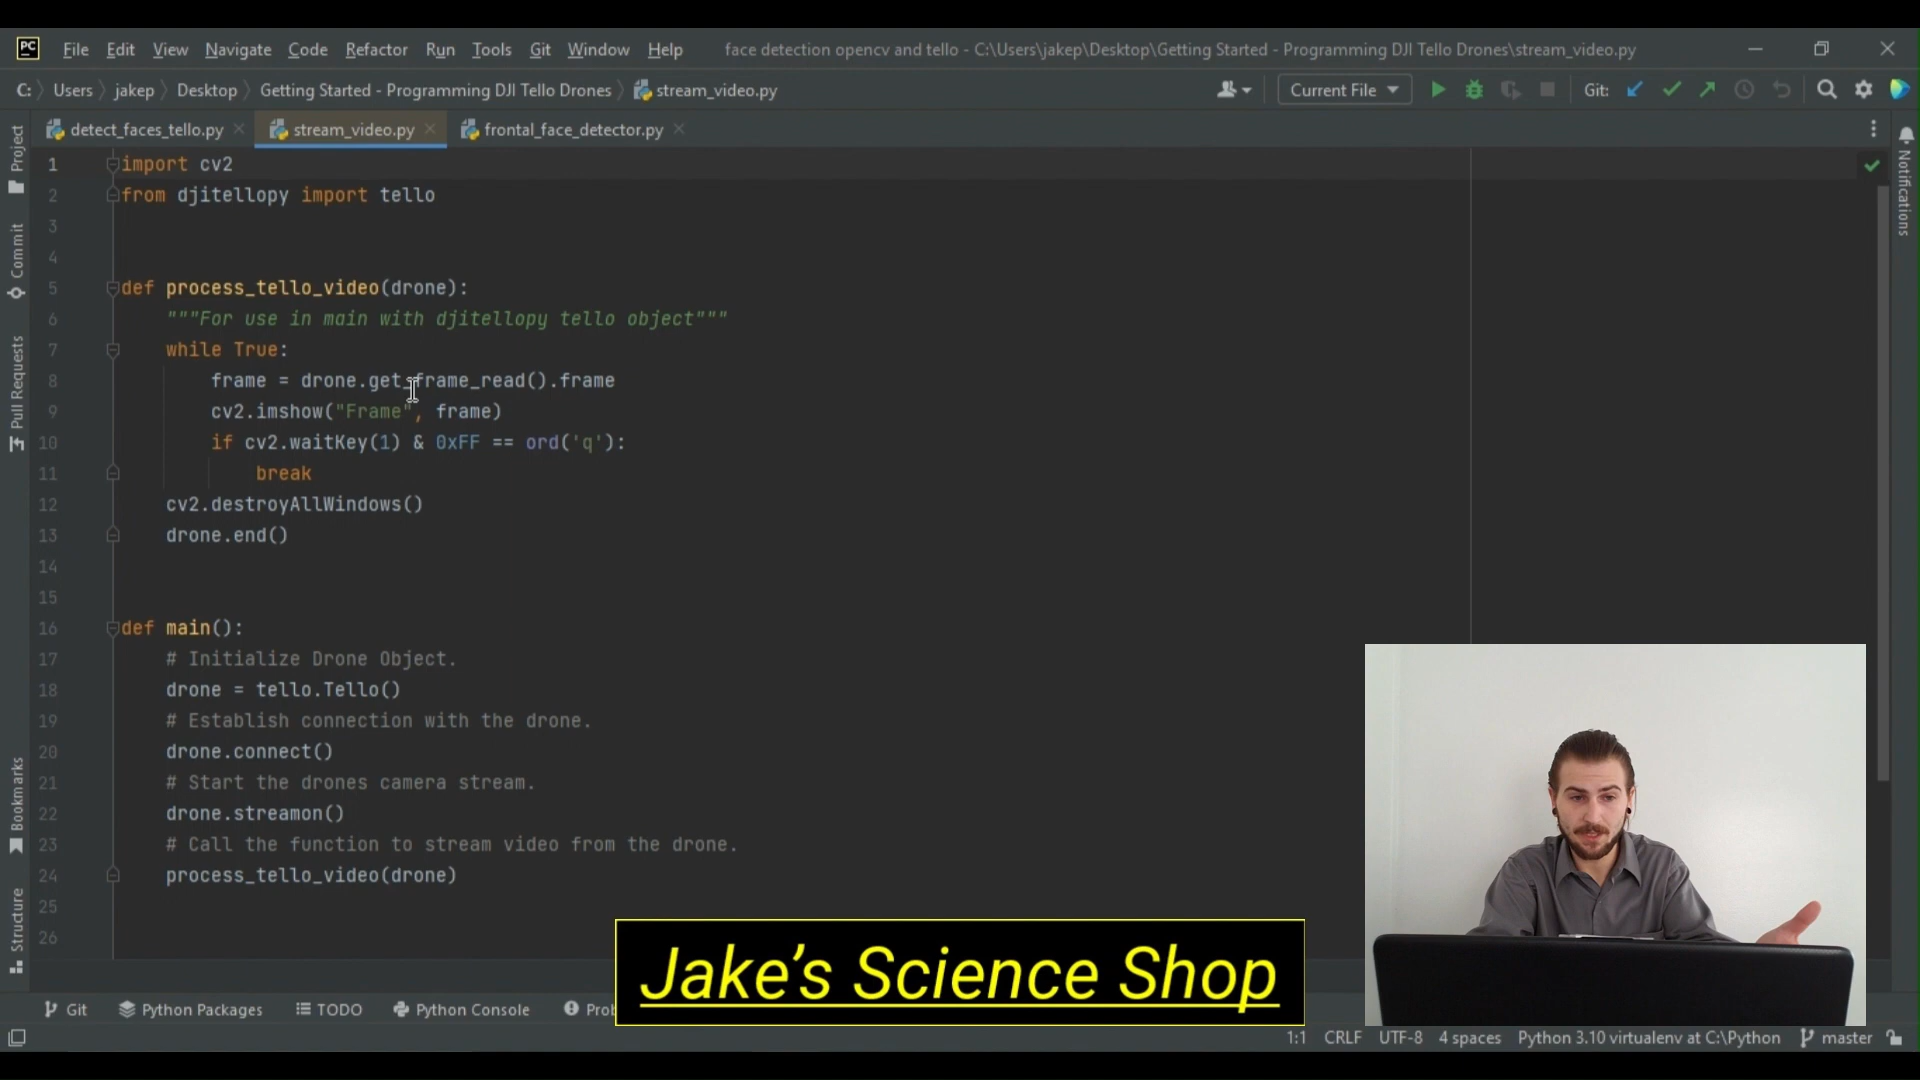 PC File Edit View Navigate Code Refactor Run Tools Git Window Help face detection opencv and tello - C:\Users\jakep\Desktop\Getting Started - Programming DJI Tello Drones\stream_video.py
C: Users jakep Desktop Getting Started - Programming DJI Tello Drones stream_video.py Current File Git:
detect_faces_tello.py stream_video.py frontal_face_detector.py
Project
Commit
Pull Requests
Bookmarks
Structure
Notifications
1 import cv2
2 from djitellopy import tello
3
4
5 def process_tello_video(drone):
6 """For use in main with djitellopy tello object"""
7 while True:
8 frame = drone.get_frame_read().frame
9 cv2.imshow("Frame", frame)
10 if cv2.waitKey(1) & 0xFF == ord('q'):
11 break
12 cv2.destroyAllWindows()
13 drone.end()
14
15
16 def main():
17 # Initialize Drone Object.
18 drone = tello.Tello()
19 # Establish connection with the drone.
20 drone.connect()
21 # Start the drones camera stream.
22 drone.streamon()
23 # Call the function to stream video from the drone.
24 process_tello_video(drone)
25
26
Jake's Science Shop
Git Python Packages TODO Python Console
1:1 CRLF UTF-8 4 spaces Python 3.10 virtualenv at C:\Python master